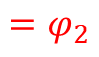 = φ₂